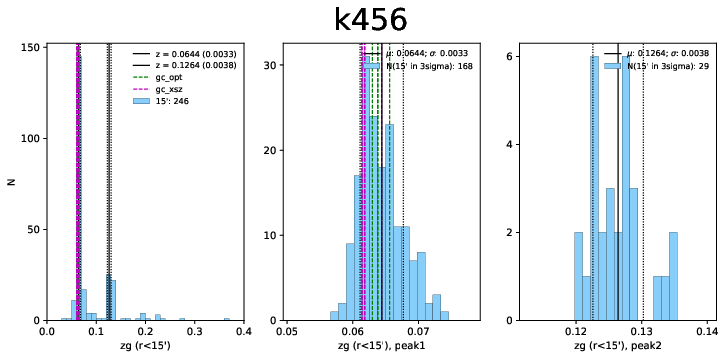 k456
z = 0.0644 (0.0033)
z = 0.1264 (0.0038)
gc_opt
gc_xsz
15': 246
N
0
50
100
150
0.0 0.1 0.2 0.3 0.4
zg (r<15')
μ: 0.0644; σ: 0.0033
N(15' in 3sigma): 168
0
10
20
30
0.05 0.06 0.07
zg (r<15'), peak1
μ: 0.1264; σ: 0.0038
N(15' in 3sigma): 29
0
2
4
6
0.12 0.13 0.14
zg (r<15'), peak2